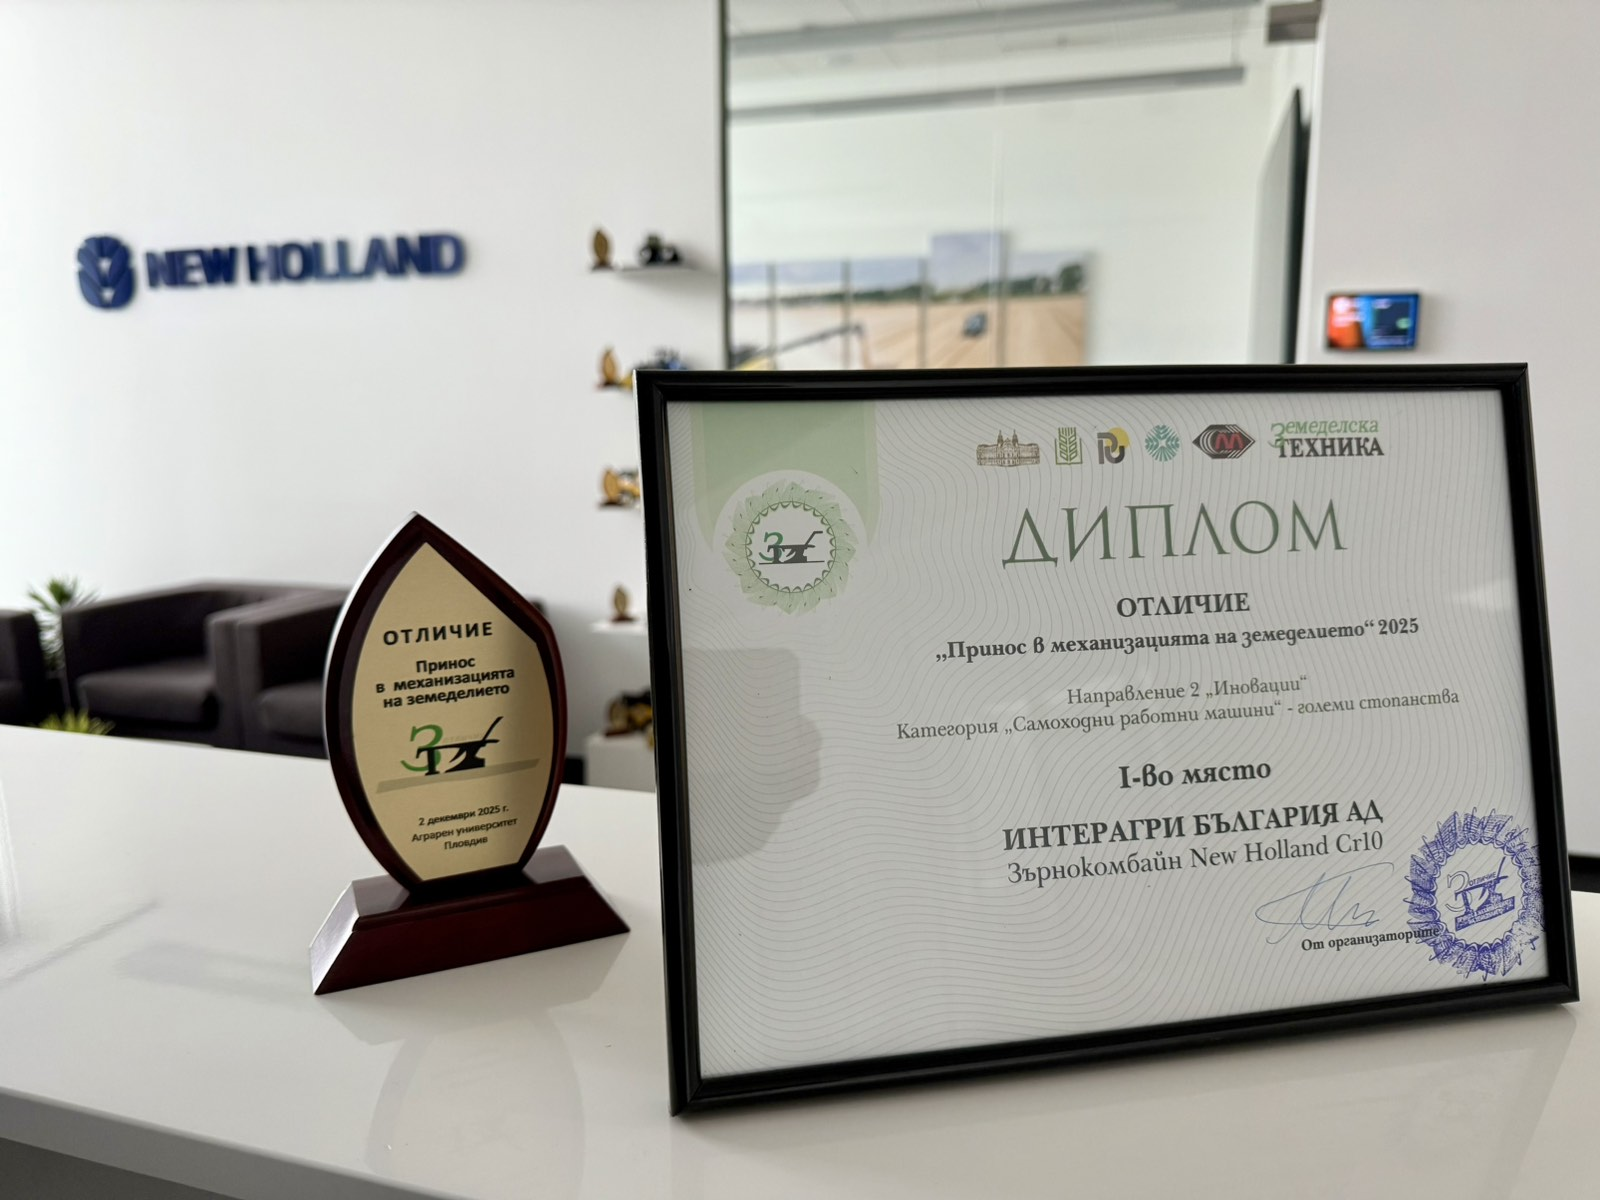 NEW HOLLAND
ОТЛИЧИЕ
Принос
в механизацията
на земеделието
З
2 декември 2025 г.
Аграрен университет
Пловдив
Земеделска
ТЕХНИКА
ДИПЛОМ
ОТЛИЧИЕ
„Принос в механизацията на земеделието“ 2025
Направление 2 „Иновации“
Категория „Самоходни работни машини“ - големи стопанства
I-во място
ИНТЕРАГРИ БЪЛГАРИЯ АД
Зърнокомбайн New Holland Cr10
От организаторите
ОТЛИЧИЕ